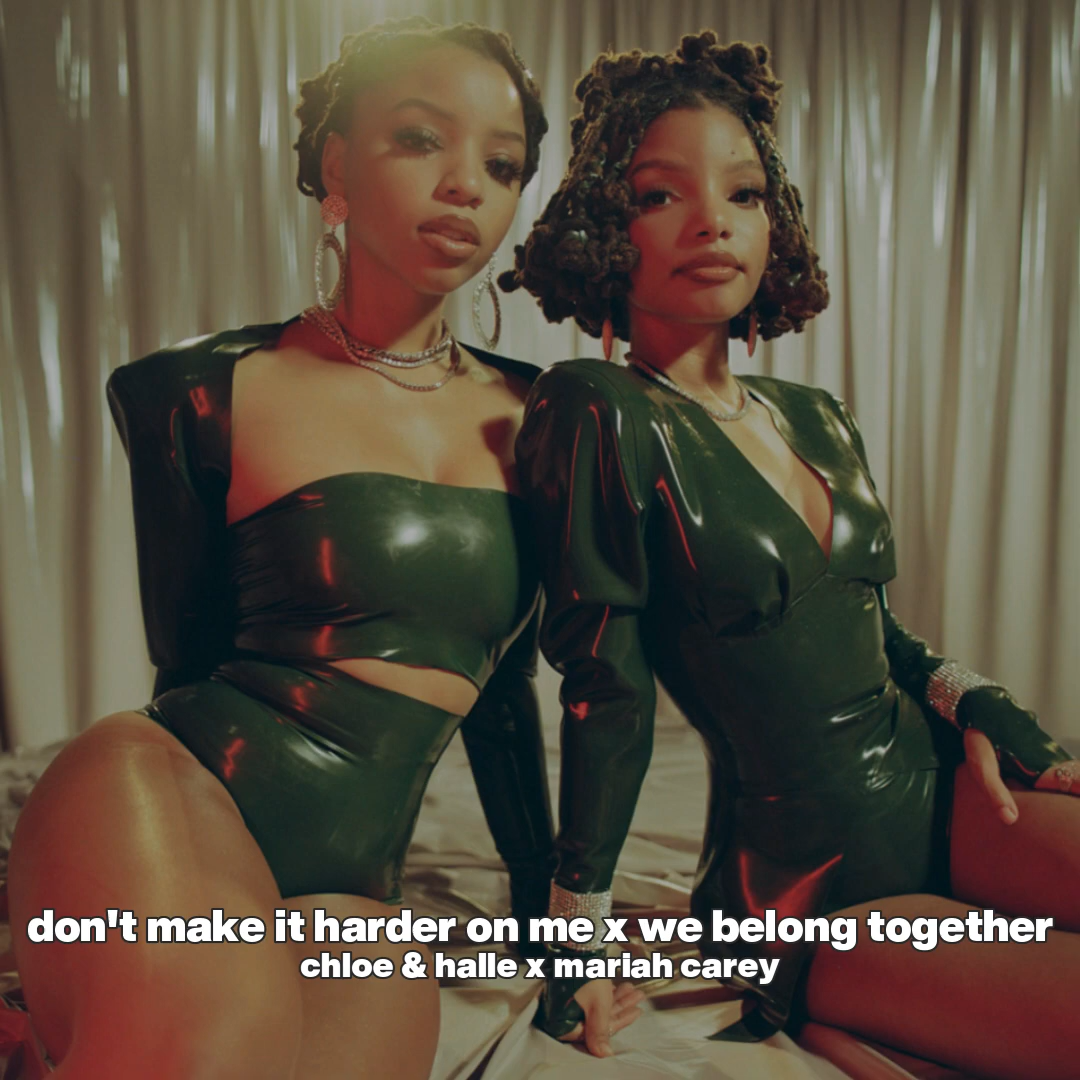 don't make it harder on me x we belong together
chloe & halle x mariah carey